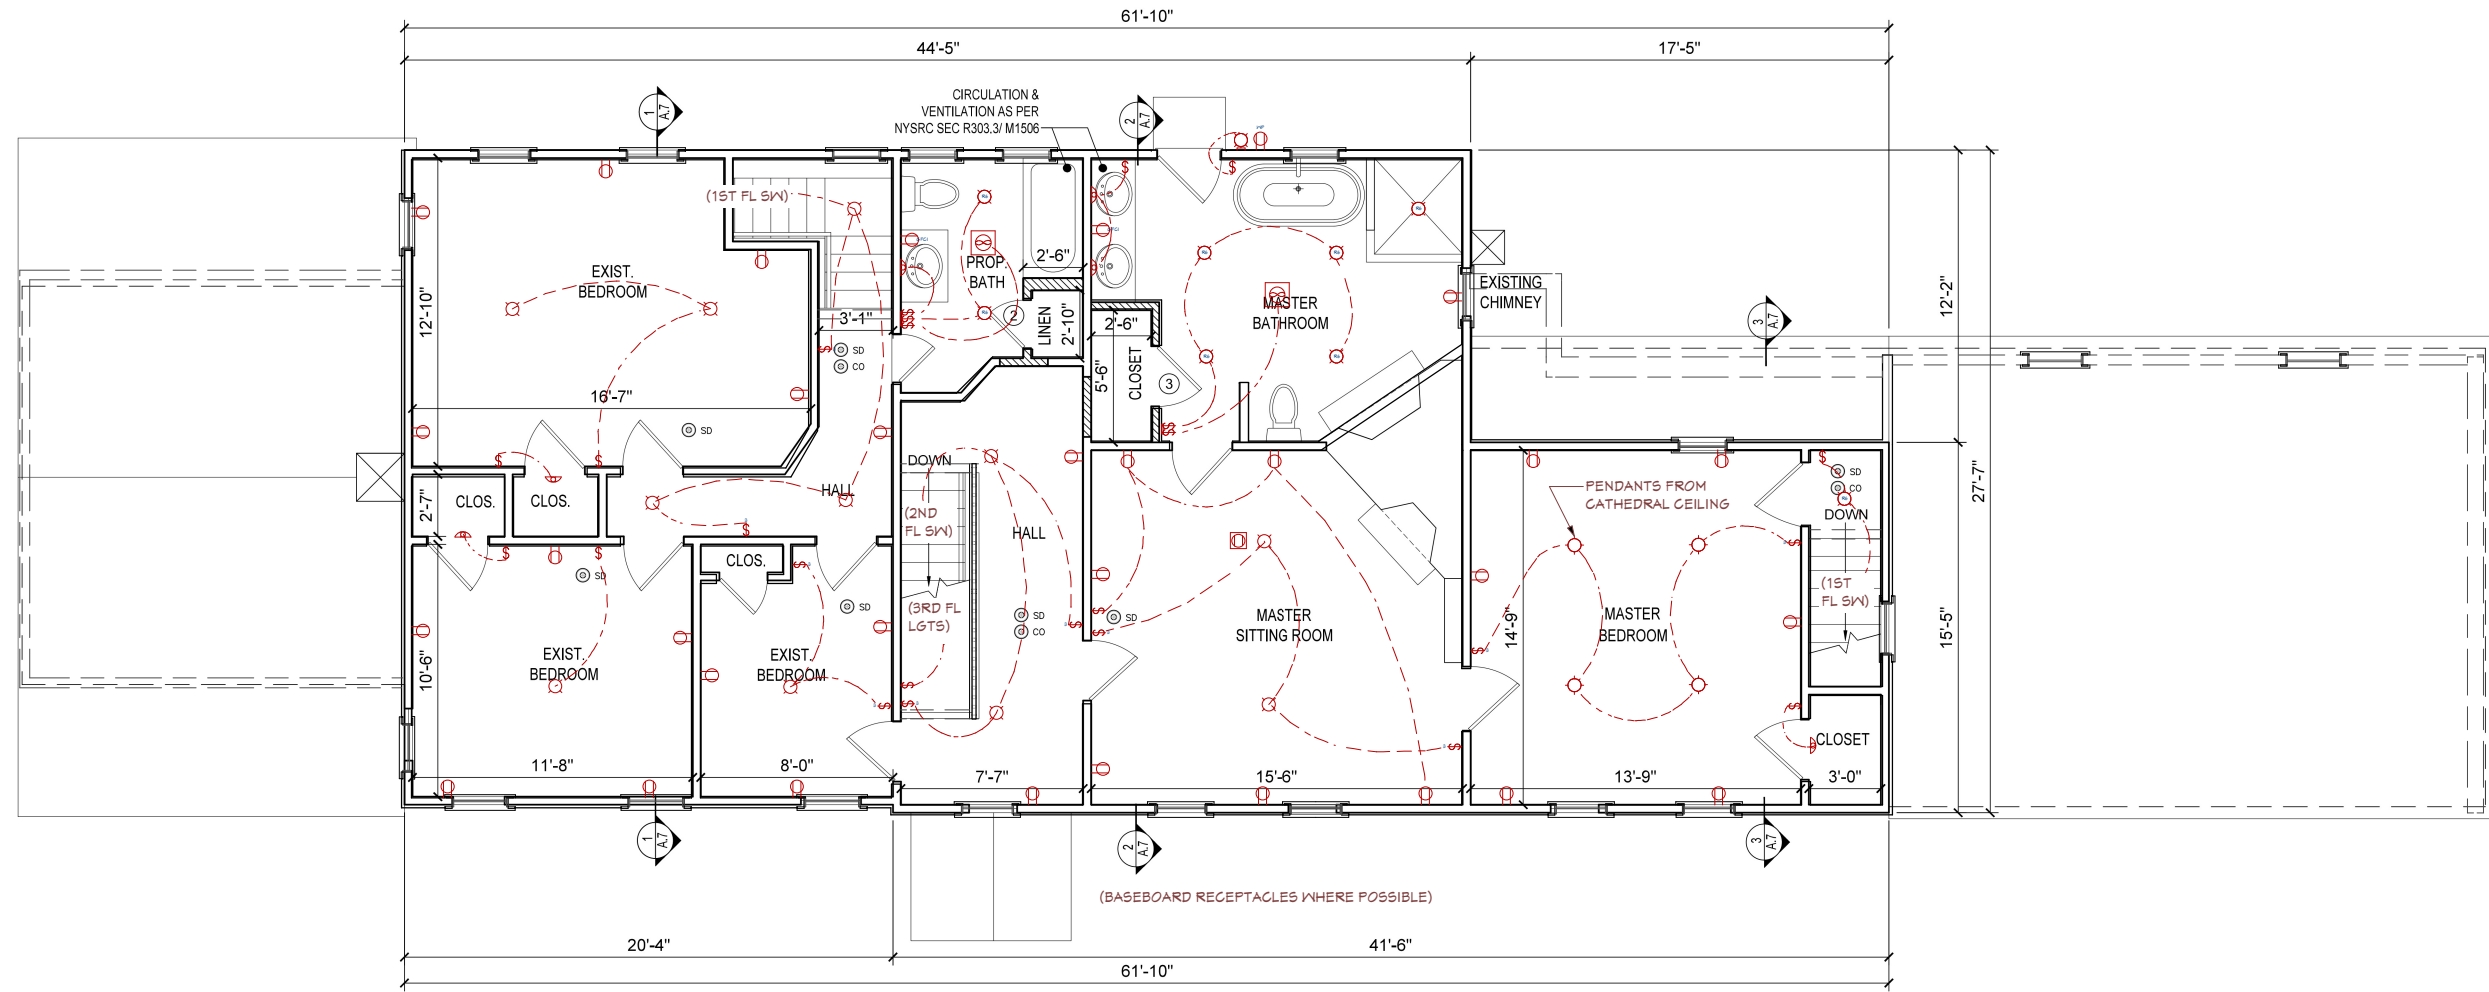 61'-10"
44'-5"
17'-5"
CIRCULATION &
VENTILATION AS PER
NYSRC SEC R303.3/ M1506
1
A.7
2
A.7
(1ST FL SW)
GFCI
GFCI
EXIST.
BEDROOM
12'-10"
16'-7"
3'-1"
SD
CO
SD
PROP.
BATH
2'-6"
2
LINEN
2'-10"
MASTER
BATHROOM
2'-6"
5'-6"
CLOSET
3
EXISTING
CHIMNEY
3
A.7
12'-2"
27'-7"
15'-5"
2'-7"
CLOS.
CLOS.
HALL
DOWN
(2ND
FL SW)
HALL
(3RD FL
LGTS)
SD
CO
PENDANTS FROM
CATHEDRAL CEILING
SD
CO
DOWN
(1ST
FL SW)
CLOS.
SD
SD
SD
EXIST.
BEDROOM
10'-6"
EXIST.
BEDROOM
MASTER
SITTING ROOM
14'-9"
MASTER
BEDROOM
CLOSET
11'-8"
8'-0"
7'-7"
15'-6"
13'-9"
3'-0"
1
A.7
2
A.7
3
A.7
(BASEBOARD RECEPTACLES WHERE POSSIBLE)
20'-4"
41'-6"
61'-10"